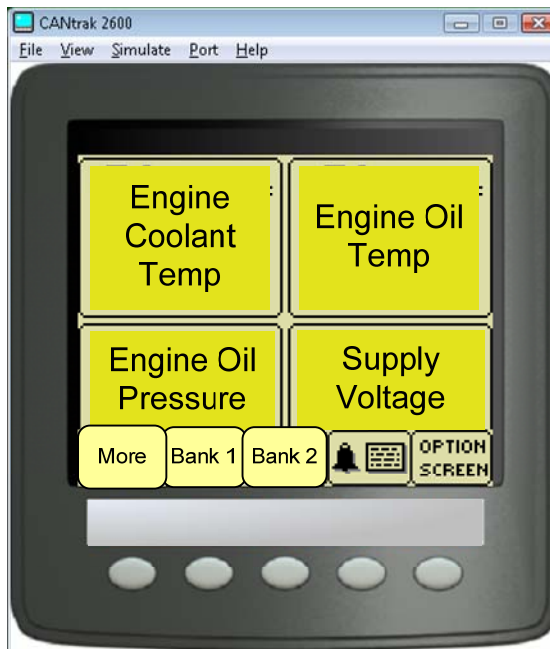 CANtrak 2600
File View Simulate Port Help
Engine
Coolant
Temp
Engine Oil
Temp
Engine Oil
Pressure
Supply
Voltage
More Bank 1 Bank 2 OPTION
SCREEN